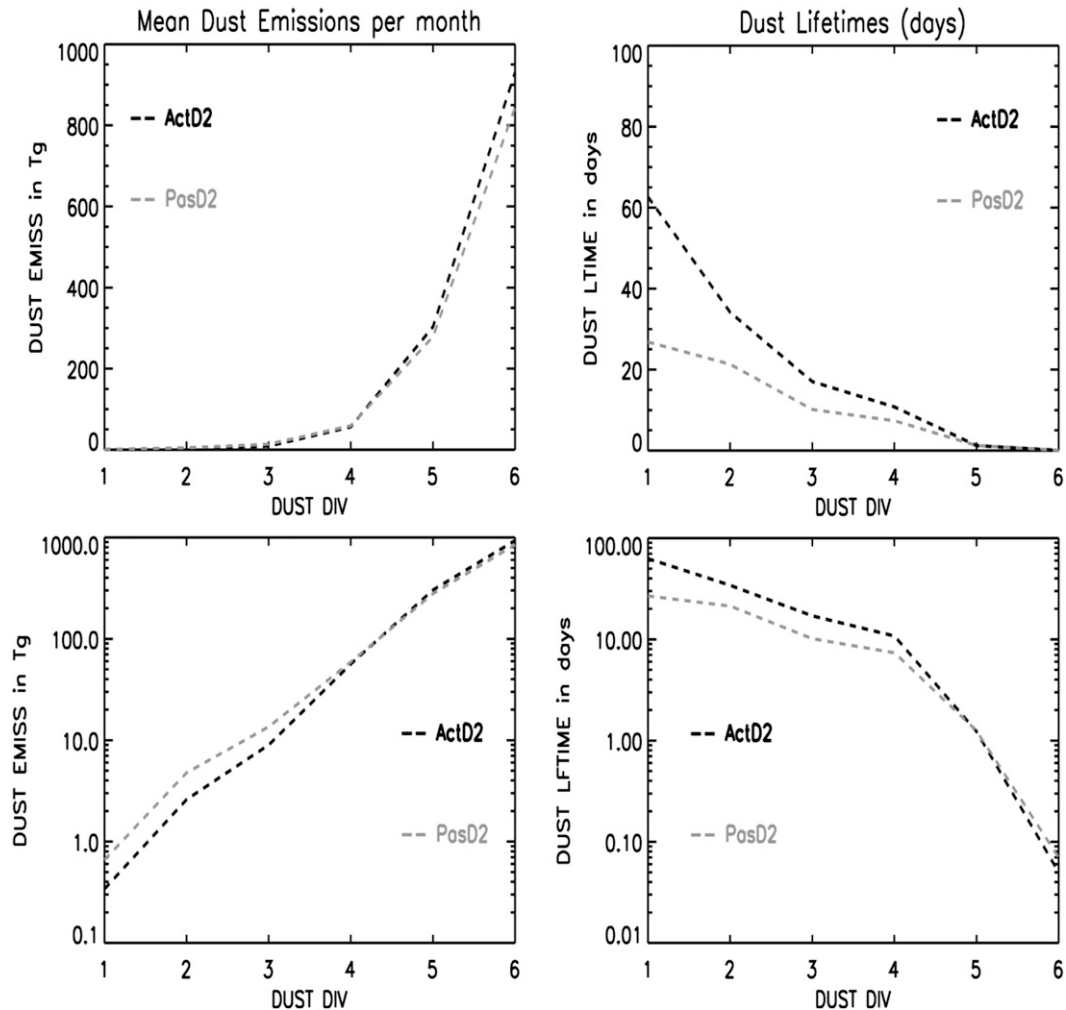 Mean Dust Emissions per month
DUST EMISS in Tg
1000
800
600
400
200
0
ActD2
PasD2
1 2 3 4 5 6
DUST DIV
Dust Lifetimes (days)
DUST LTIME in days
100
80
60
40
20
0
ActD2
PasD2
1 2 3 4 5 6
DUST DIV
DUST EMISS in Tg
1000.0
100.0
10.0
1.0
0.1
ActD2
PasD2
1 2 3 4 5 6
DUST DIV
DUST LFTIME in days
100.00
10.00
1.00
0.10
0.01
ActD2
PasD2
1 2 3 4 5 6
DUST DIV